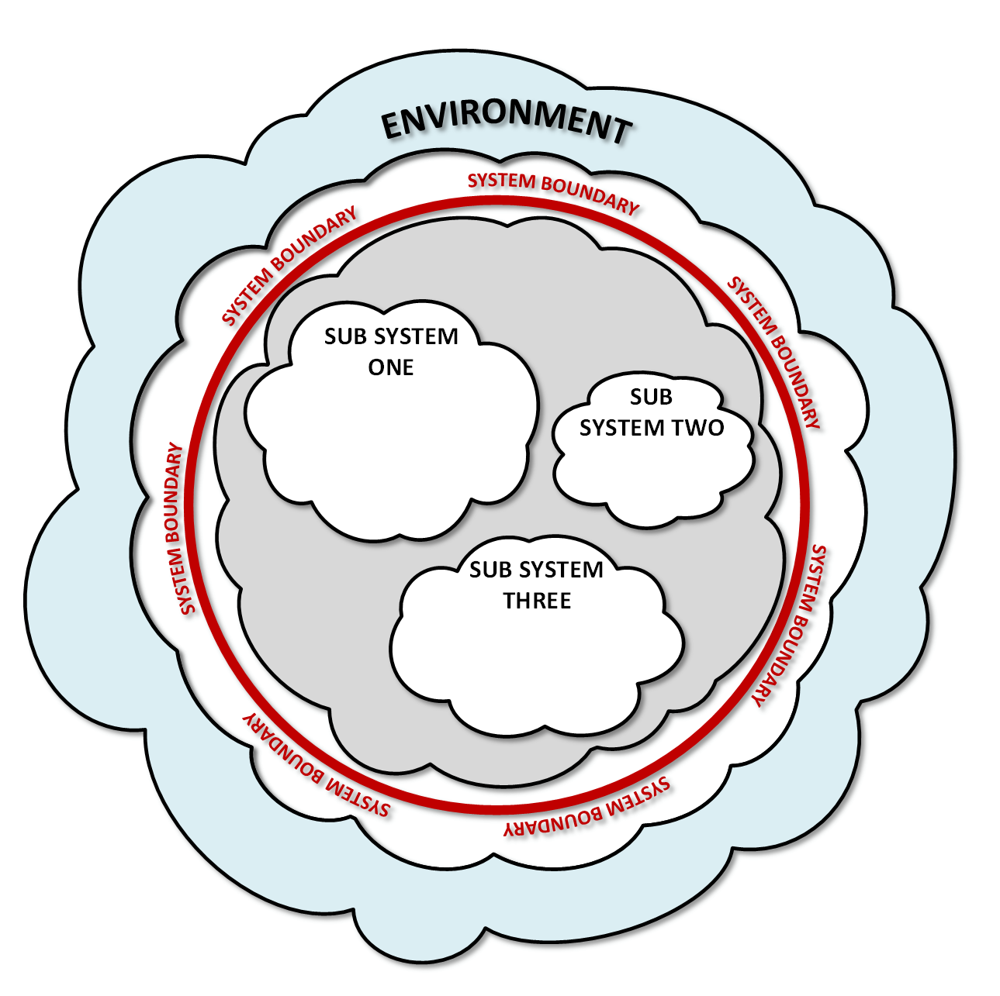 ENVIRONMENT
SYSTEM BOUNDARY
SYSTEM BOUNDARY
SYSTEM BOUNDARY
SUB SYSTEM
ONE
SUB
SYSTEM TWO
SYSTEM BOUNDARY
SUB SYSTEM
THREE
SYSTEM BOUNDARY
SYSTEM BOUNDARY
SYSTEM BOUNDARY